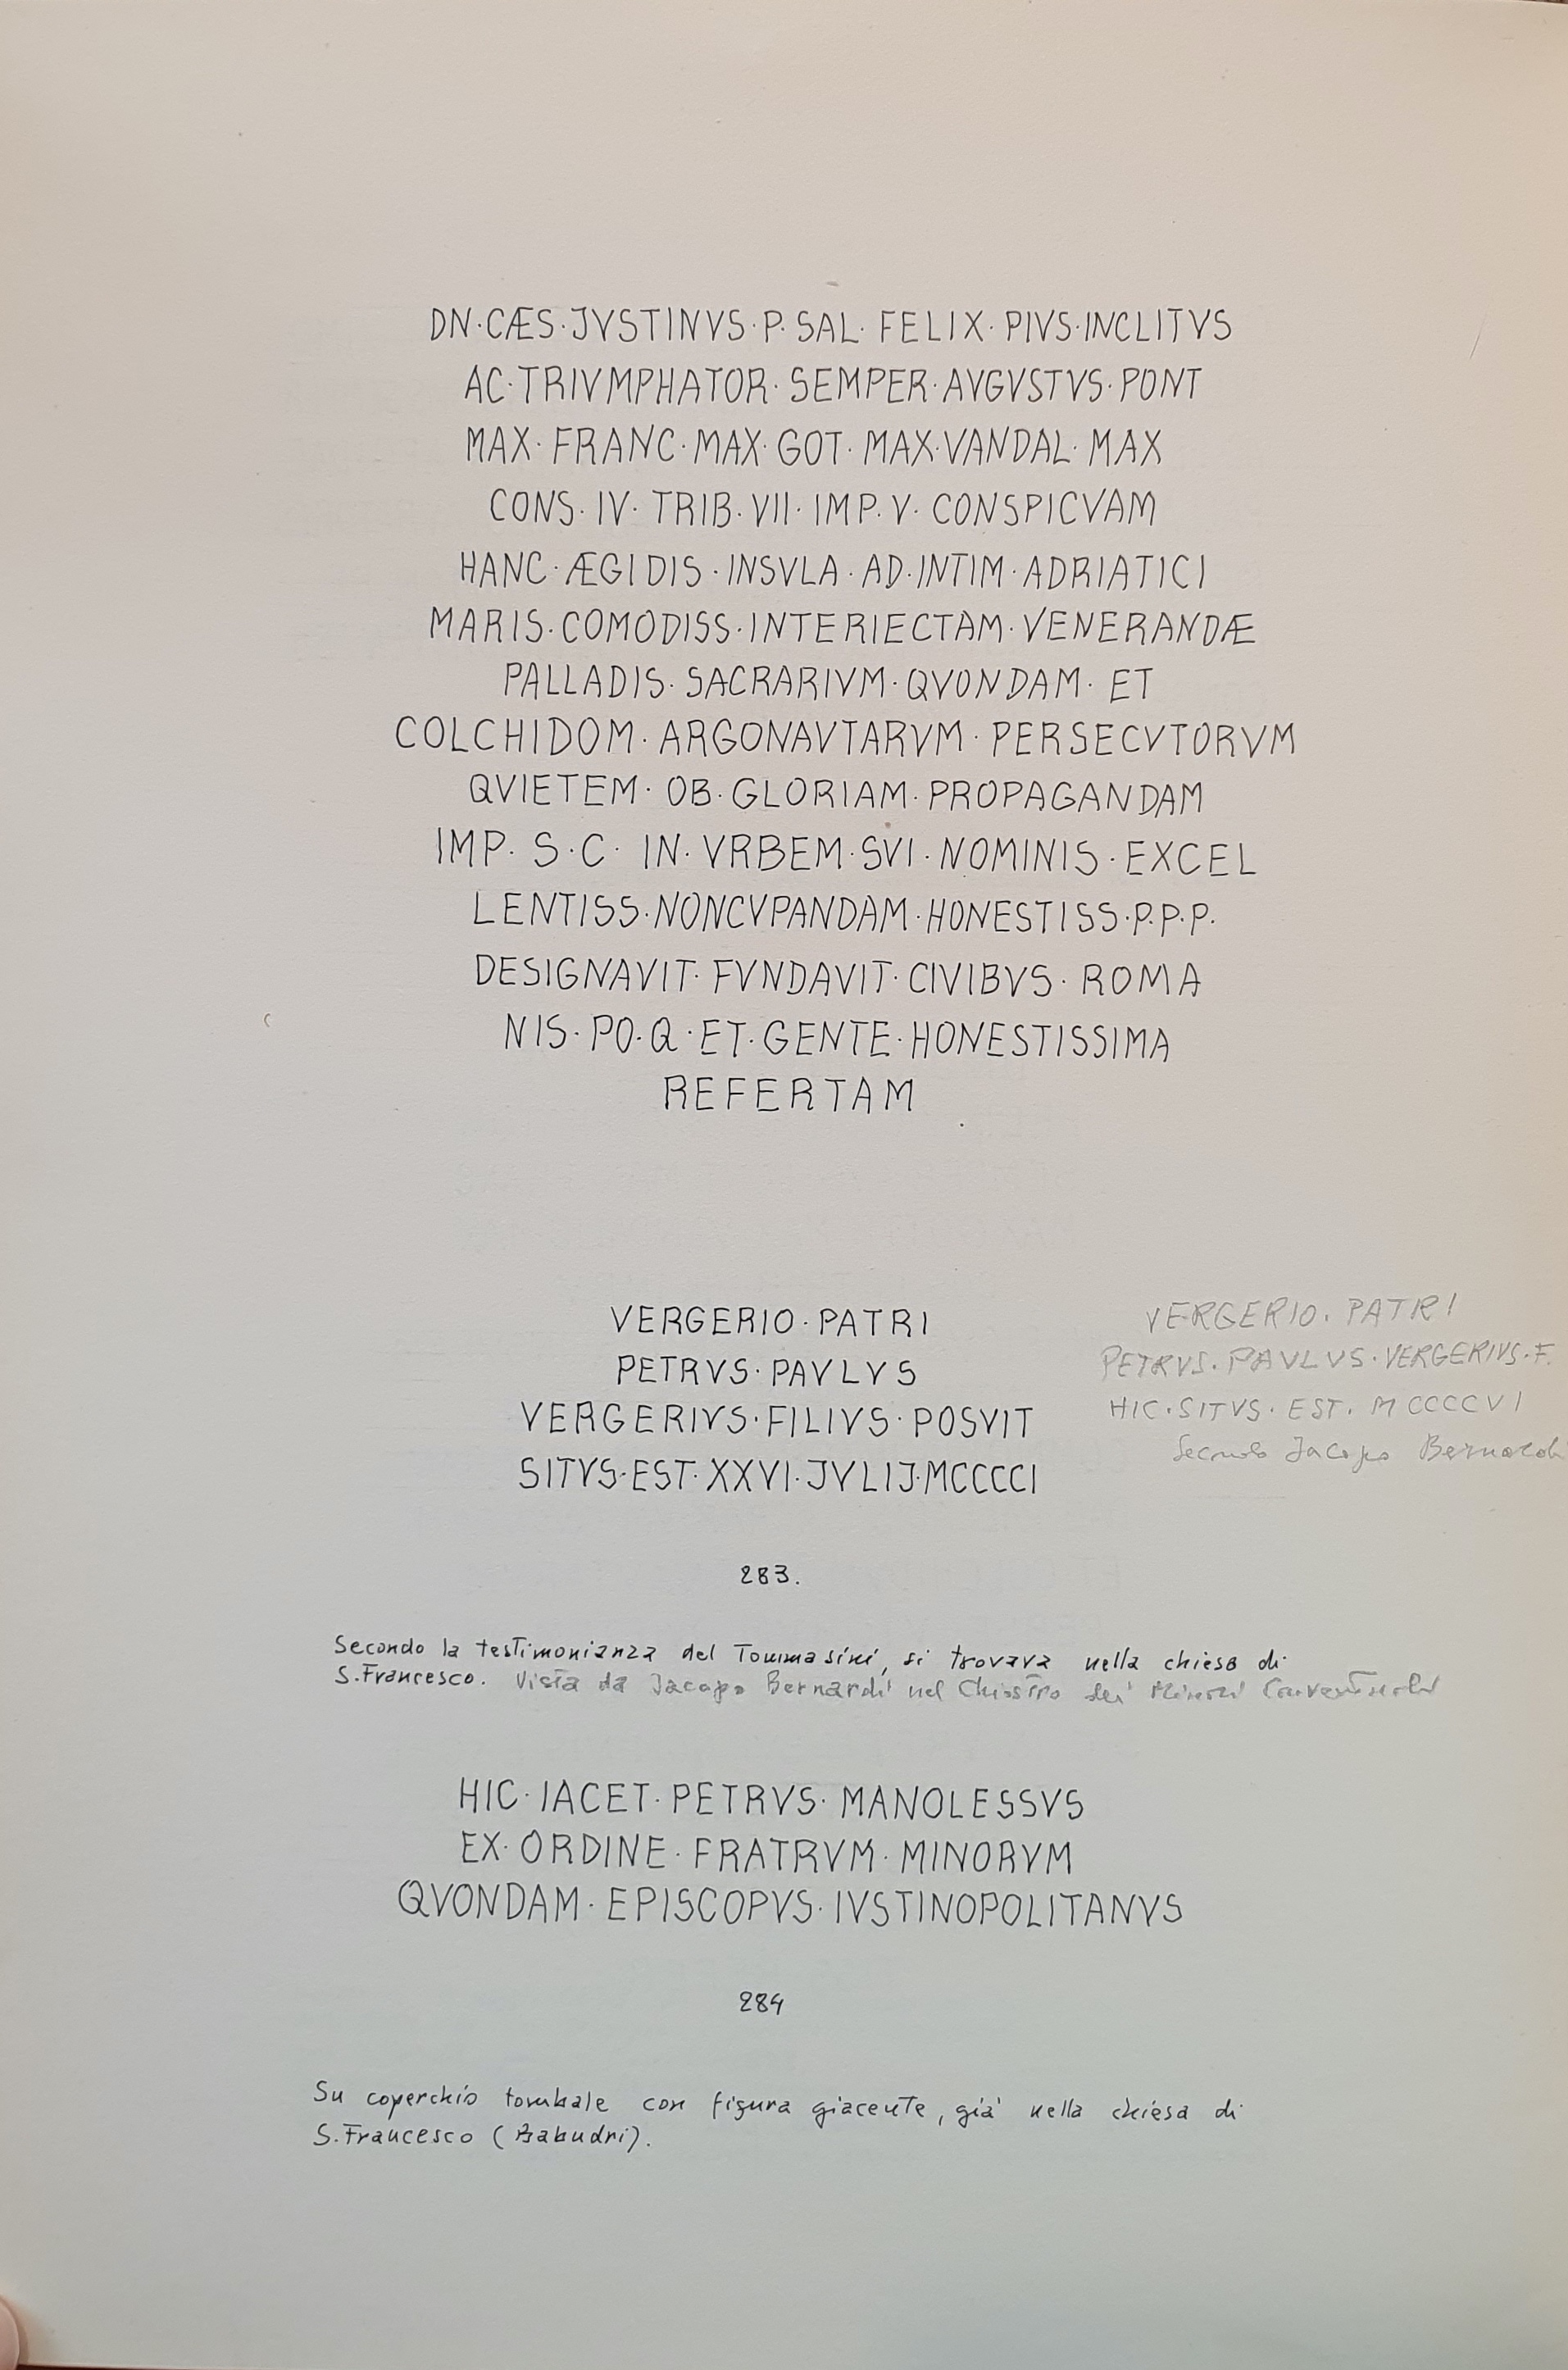 DN·CÆS·JVSTINVS·P·SAL·FELIX·PIVS·INCLITVS
AC·TRIVMPHATOR·SEMPER·AVGVSTVS·PONT
MAX·FRANC·MAX·GOT·MAX·VANDAL·MAX
CONS·IV·TRIB·VII·IMP·V·CONSPICVAM
HANC·ÆGIDIS·INSVLA·AD·INTIM·ADRIATICI
MARIS·COMODISS·INTERIECTAM·VENERANDÆ
PALLADIS·SACRARIVM·QVONDAM·ET
COLCHIDOM·ARGONAVTARVM·PERSECVTORVM
QVIETEM·OB·GLORIAM·PROPAGANDAM
IMP·S·C·IN·VRBEM·SVI·NOMINIS·EXCEL
LENTISS·NONCVPANDAM·HONESTISS·P·P·P·
DESIGNAVIT·FVNDAVIT·CIVIBVS·ROMA
NIS·PO·Q·ET·GENTE·HONESTISSIMA
REFERTAM
VERGERIO·PATRI
PETRVS·PAVLVS
VERGERIVS·FILIVS·POSVIT
SITVS·EST·XXVI·JVLIJ·MCCCCI
VERGERIO·PATRI
PETRVS·PAVLVS·VERGERIVS·F.
HIC·SITVS·EST·MCCCCVI
Secondo Jacopo Bernardi
283.
Secondo la testimonianza del Tommasini, si trovava nella chiesa di
S.Francesco. Vista da Jacopo Bernardi nel Chiostro dei Minori Conventuali
HIC·IACET·PETRVS·MANOLESSVS
EX·ORDINE·FRATRVM·MINORVM
QVONDAM·EPISCOPVS·IVSTINOPOLITANVS
284
Su coperchio tombale con figura giacente, già nella chiesa di
S.Francesco (Babudri).